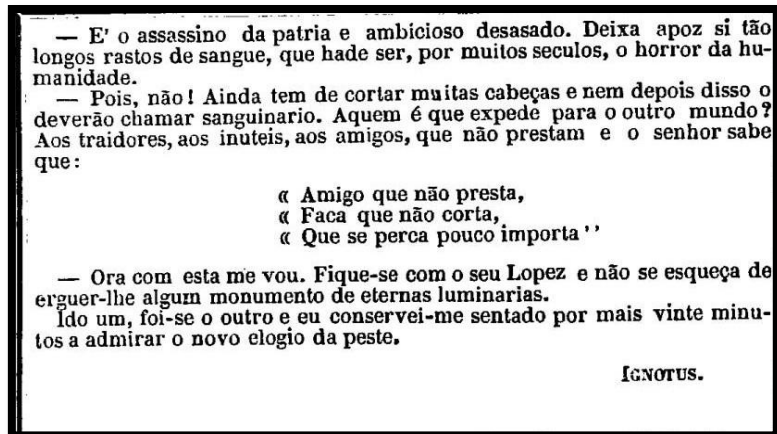 — E' o assassino da patria e ambicioso desasado. Deixa apoz si tão
longos rastos de sangue, que hade ser, por muitos seculos, o horror da hu-
manidade.
— Pois, não! Ainda tem de cortar muitas cabeças e nem depois disso o
deverão chamar sanguinario. Aquem é que expede para o outro mundo?
Aos traidores, aos inuteis, aos amigos, que não prestam e o senhor sabe
que:
« Amigo que não presta,
« Faca que não corta,
« Que se perca pouco importa''
— Ora com esta me vou. Fique-se com o seu Lopez e não se esqueça de
erguer-lhe algum monumento de eternas luminarias.
Ido um, foi-se o outro e eu conservei-me sentado por mais vinte minu-
tos a admirar o novo elogio da peste.
IGNOTUS.